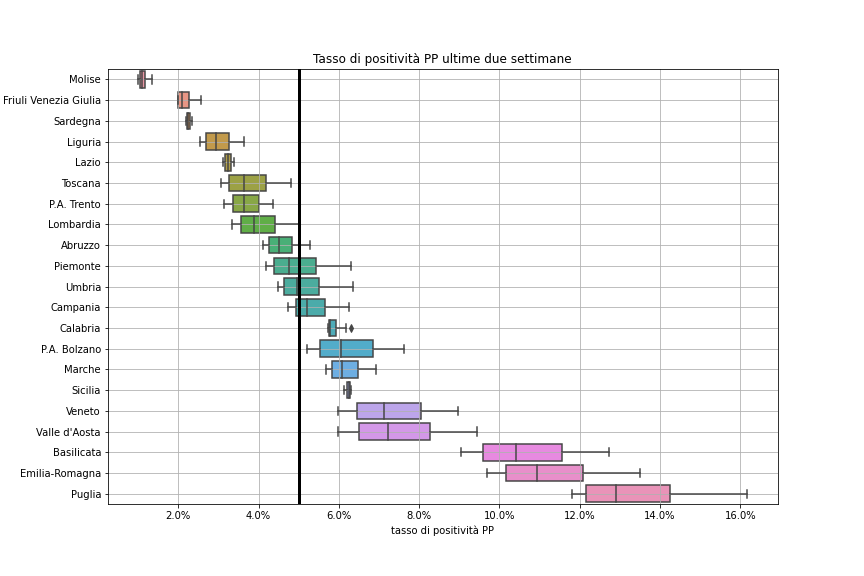 Tasso di positività PP ultime due settimane
Molise
Friuli Venezia Giulia
Sardegna
Liguria
Lazio
Toscana
P.A. Trento
Lombardia
Abruzzo
Piemonte
Umbria
Campania
Calabria
P.A. Bolzano
Marche
Sicilia
Veneto
Valle d'Aosta
Basilicata
Emilia-Romagna
Puglia
2.0% 4.0% 6.0% 8.0% 10.0% 12.0% 14.0% 16.0%
tasso di positività PP